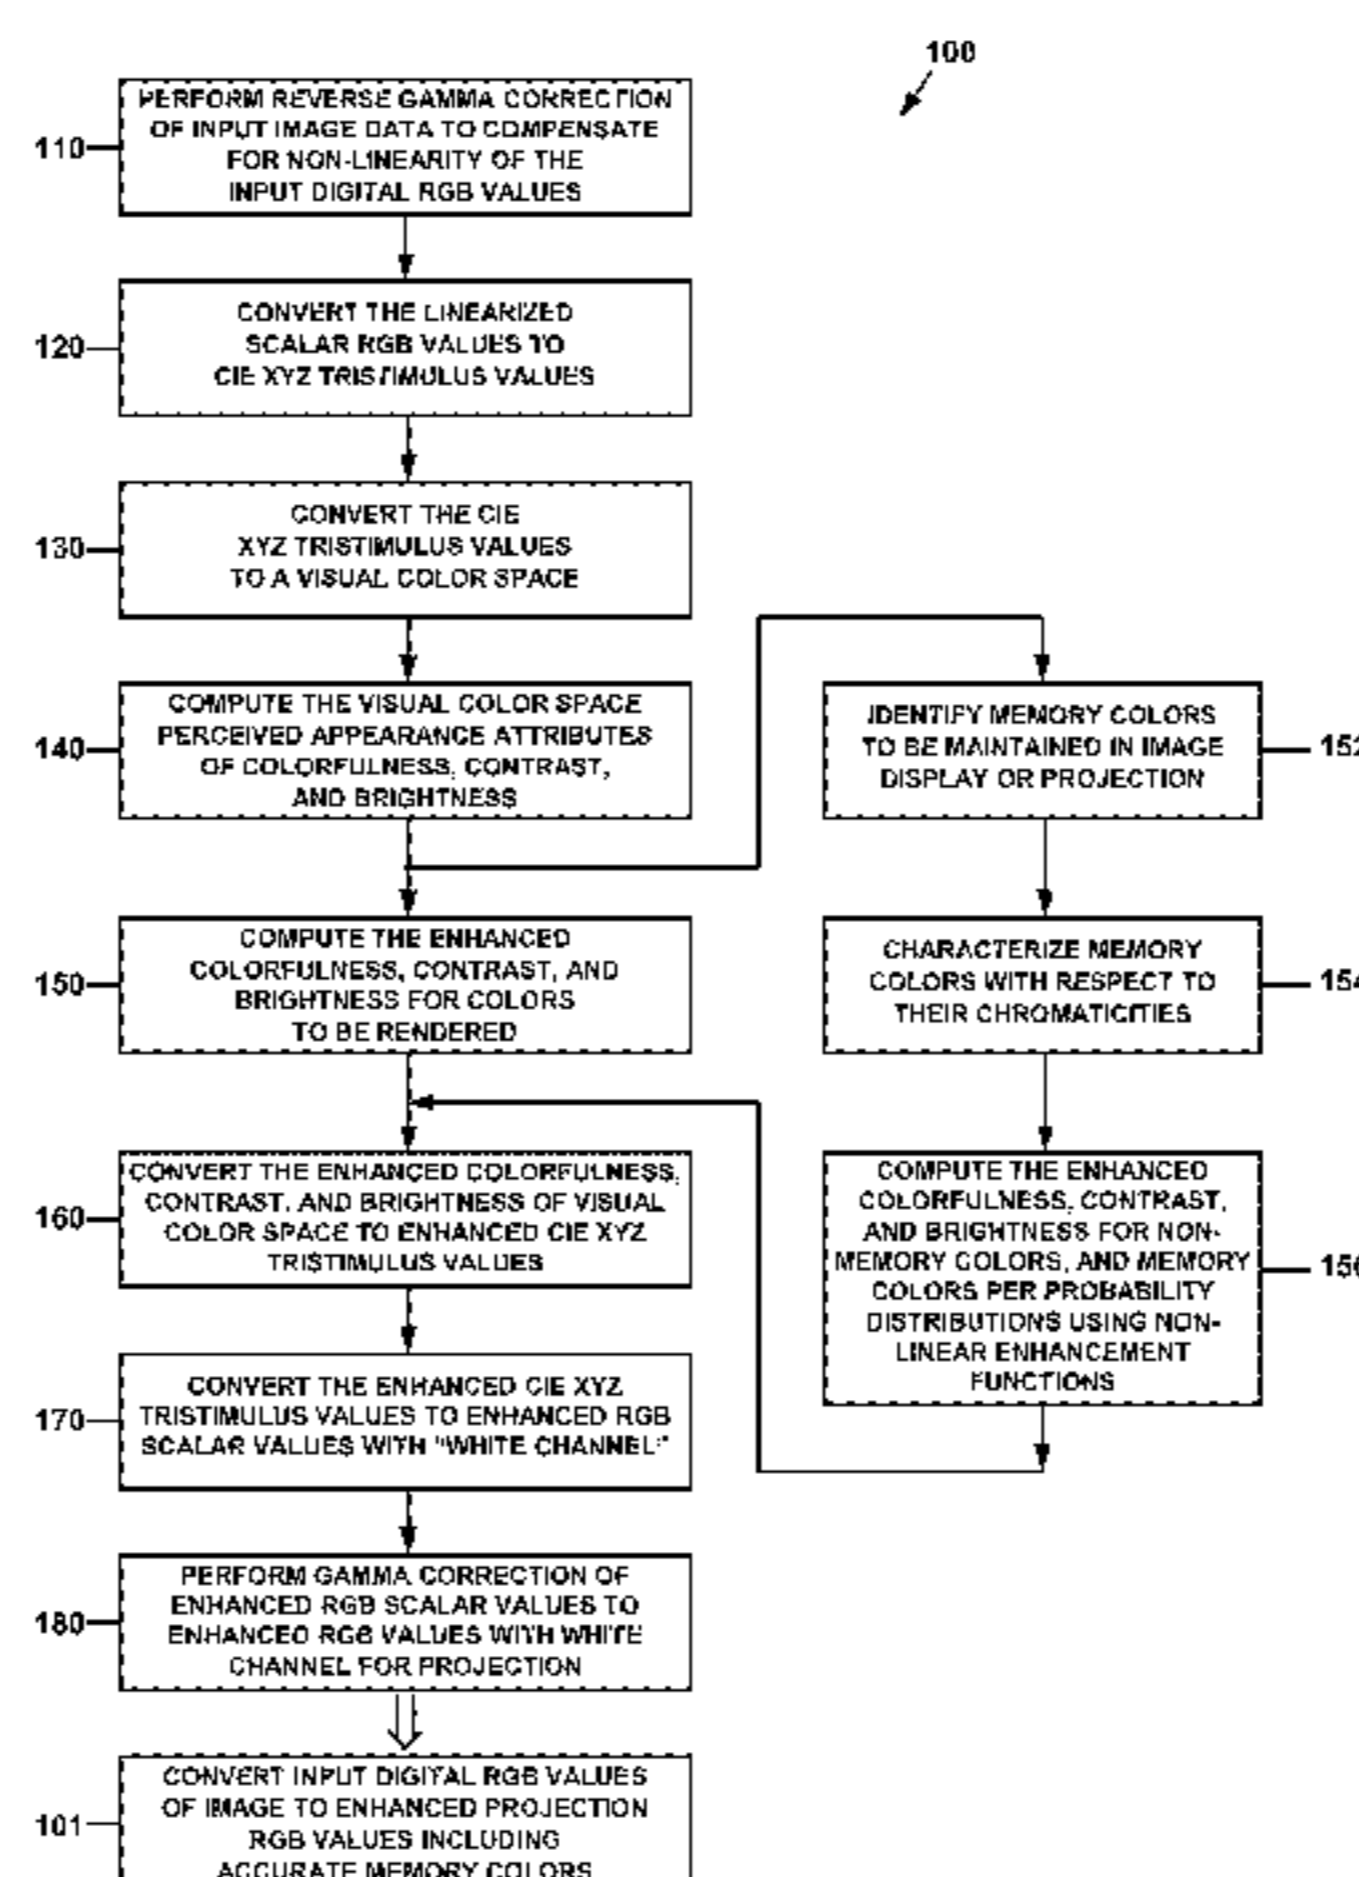 100
110
PERFORM REVERSE GAMMA CORRECTION
OF INPUT IMAGE DATA TO COMPENSATE
FOR NON-LINEARITY OF THE
INPUT DIGITAL RGB VALUES
120
CONVERT THE LINEARIZED
SCALAR RGB VALUES TO
CIE XYZ TRISTIMULUS VALUES
130
CONVERT THE CIE
XYZ TRISTIMULUS VALUES
TO A VISUAL COLOR SPACE
140
COMPUTE THE VISUAL COLOR SPACE
PERCEIVED APPEARANCE ATTRIBUTES
OF COLORFULNESS, CONTRAST,
AND BRIGHTNESS
150
COMPUTE THE ENHANCED
COLORFULNESS, CONTRAST, AND
BRIGHTNESS FOR COLORS
TO BE RENDERED
IDENTIFY MEMORY COLORS
TO BE MAINTAINED IN IMAGE
DISPLAY OR PROJECTION
152
CHARACTERIZE MEMORY
COLORS WITH RESPECT TO
THEIR CHROMATICITIES
154
COMPUTE THE ENHANCED
COLORFULNESS, CONTRAST,
AND BRIGHTNESS FOR NON-
MEMORY COLORS, AND MEMORY
COLORS PER PROBABILITY
DISTRIBUTIONS USING NON-
LINEAR ENHANCEMENT
FUNCTIONS
160
CONVERT THE ENHANCED COLORFULNESS,
CONTRAST, AND BRIGHTNESS OF VISUAL
COLOR SPACE TO ENHANCED CIE XYZ
TRISTIMULUS VALUES
170
CONVERT THE ENHANCED CIE XYZ
TRISTIMULUS VALUES TO ENHANCED RGB
SCALAR VALUES WITH "WHITE CHANNEL"
180
PERFORM GAMMA CORRECTION OF
ENHANCED RGB SCALAR VALUES TO
ENHANCED RGB VALUES WITH WHITE
CHANNEL FOR PROJECTION
101
CONVERT INPUT DIGITAL RGB VALUES
OF IMAGE TO ENHANCED PROJECTION
RGB VALUES INCLUDING
ACCURATE MEMORY COLORS